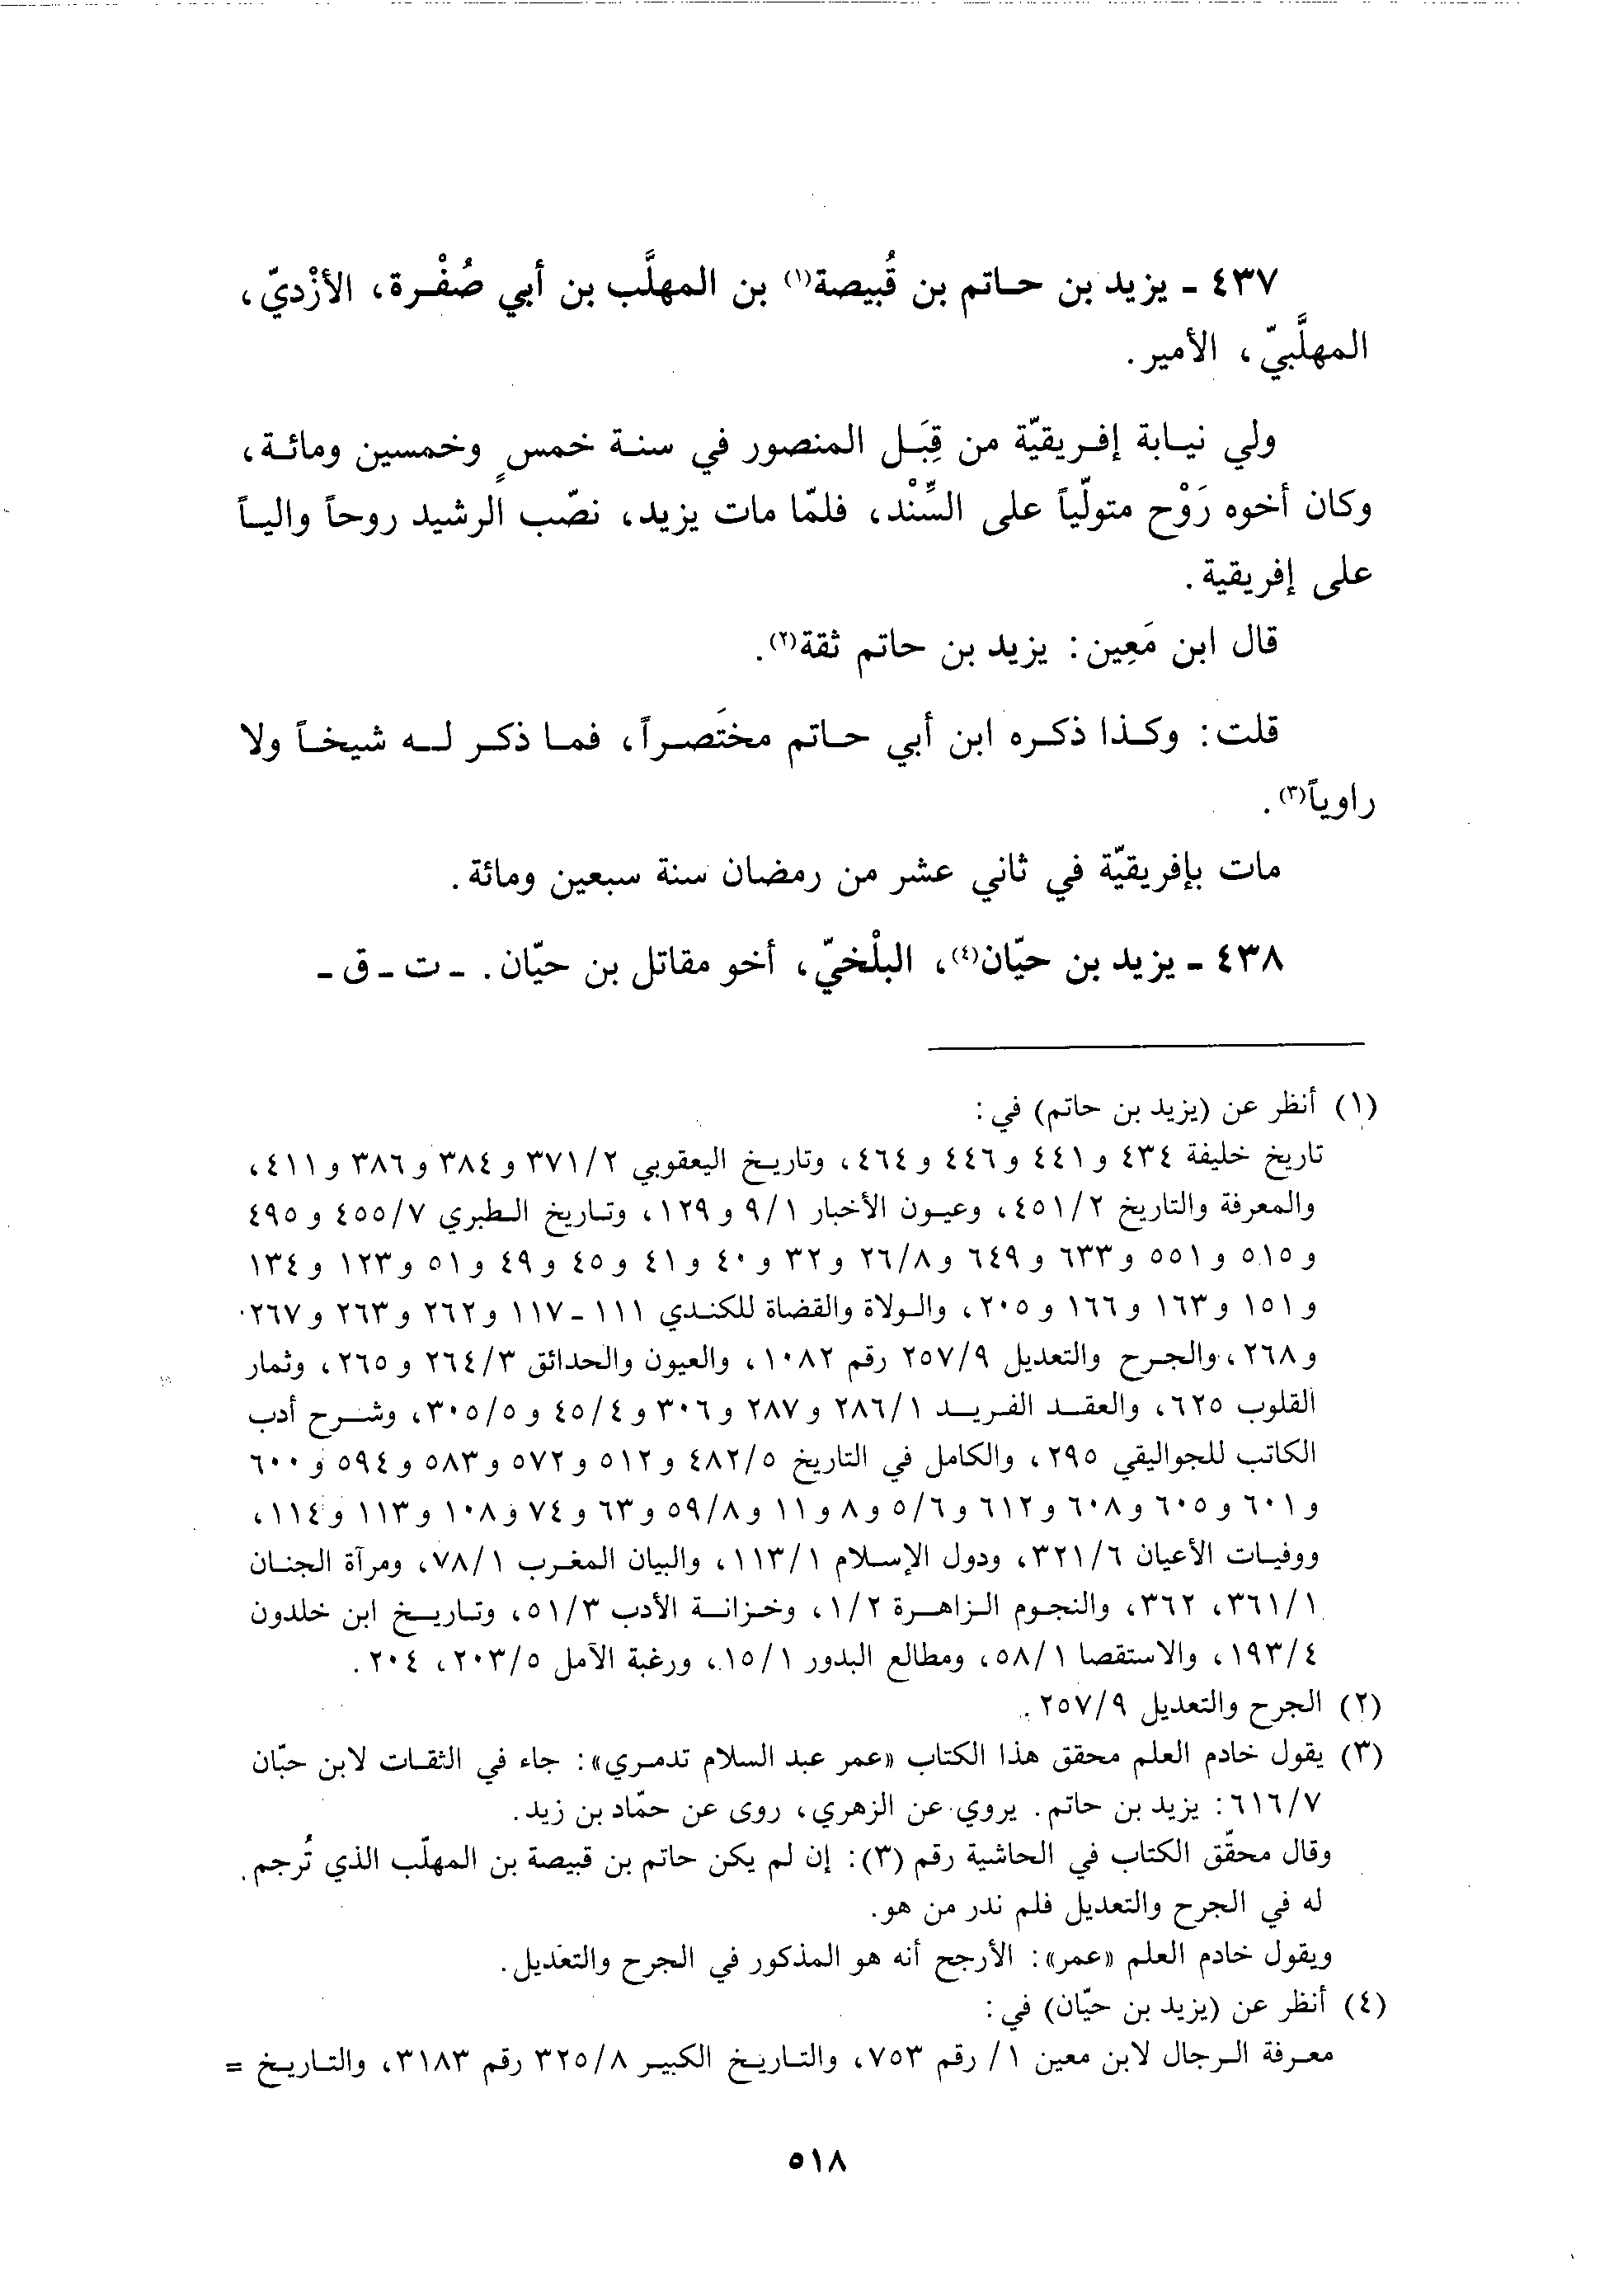 ٤٣٧ - يزيد بن حاتم بن قُبيصة(١) بن المهلَّب بن أبي صُفْرة، الأزْديّ،
المهلَّبيّ، الأمير.
ولي نيابة إفريقيّة من قِبَل المنصور في سنة خمسٍ وخمسين ومائة،
وكان أخوه رَوْح متولّياً على السِّنْد، فلمّا مات يزيد، نصّب الرشيد روحاً والياً
على إفريقية.
قال ابن مَعِين: يزيد بن حاتم ثقة(٢).
قلت: وكذا ذكره ابن أبي حاتم مختَصراً، فما ذكر له شيخاً ولا
راوياً(٣).
مات بإفريقيّة في ثاني عشر من رمضان سنة سبعين ومائة.
٤٣٨ - يزيد بن حيّان(٤)، البلْخيّ، أخو مقاتل بن حيّان. - ت - ق -
(١) أنظر عن (يزيد بن حاتم) في:
تاريخ خليفة ٤٣٤ و٤٤١ و٤٤٦ و٤٦٤، وتاريخ اليعقوبي ٣٧١/٢ و٣٨٤ و٣٨٦ و٤١١،
والمعرفة والتاريخ ٤٥١/٢، وعيون الأخبار ٩/١ و١٢٩، وتاريخ الطبري ٤٥٥/٧ و٤٩٥
و٥١٥ و٥٥١ و٦٣٣ و٦٤٩ و٢٦/٨ و٣٢ و٤٠ و٤١ و٤٥ و٤٩ و٥١ و١٢٣ و١٣٤
و١٥١ و١٦٣ و١٦٦ و٢٠٥، والولاة والقضاة للكندي ١١١ - ١١٧ و٢٦٢ و٢٦٣ و٢٦٧
و٢٦٨، والجرح والتعديل ٢٥٧/٩ رقم ١٠٨٢، والعيون والحدائق ٢٦٤/٣ و٢٦٥، وثمار
القلوب ٦٢٥، والعقد الفريد ٢٨٦/١ و٢٨٧ و٣٠٦ و٤٥/٤ و٣٠٥/٥، وشرح أدب
الكاتب للجواليقي ٢٩٥، والكامل في التاريخ ٤٨٢/٥ و٥١٢ و٥٧٢ و٥٨٣ و٥٩٤ و٦٠٠
و٦٠١ و٦٠٥ و٦٠٨ و٦١٢ و٥/٦ و٨ و١١ و٥٩/٨ و٦٣ و٧٤ و١٠٨ و١١٣ و١١٤،
ووفيات الأعيان ٣٢١/٦، ودول الإسلام ١١٣/١، والبيان المغرب ٧٨/١، ومرآة الجنان
٣٦١/١، ٣٦٢، والنجوم الزاهرة ١/٢، وخزانة الأدب ٥١/٣، وتاريخ ابن خلدون
١٩٣/٤، والاستقصا ٥٨/١، ومطالع البدور ١٥/١، ورغبة الآمل ٢٠٣/٥، ٢٠٤.
(٢) الجرح والتعديل ٢٥٧/٩.
(٣) يقول خادم العلم محقق هذا الكتاب «عمر عبد السلام تدمري»: جاء في الثقات لابن حبّان
٦١٦/٧: يزيد بن حاتم. يروي عن الزهري، روى عن حمّاد بن زيد.
وقال محقّق الكتاب في الحاشية رقم (٣): إن لم يكن حاتم بن قبيصة بن المهلّب الذي تُرجم
له في الجرح والتعديل فلم ندر من هو.
ويقول خادم العلم «عمر»: الأرجح أنه هو المذكور في الجرح والتعديل.
(٤) أنظر عن (يزيد بن حيّان) في:
معرفة الرجال لابن معين ١/ رقم ٧٥٣، والتاريخ الكبير ٣٢٥/٨ رقم ٣١٨٣، والتاريخ =
٥١٨